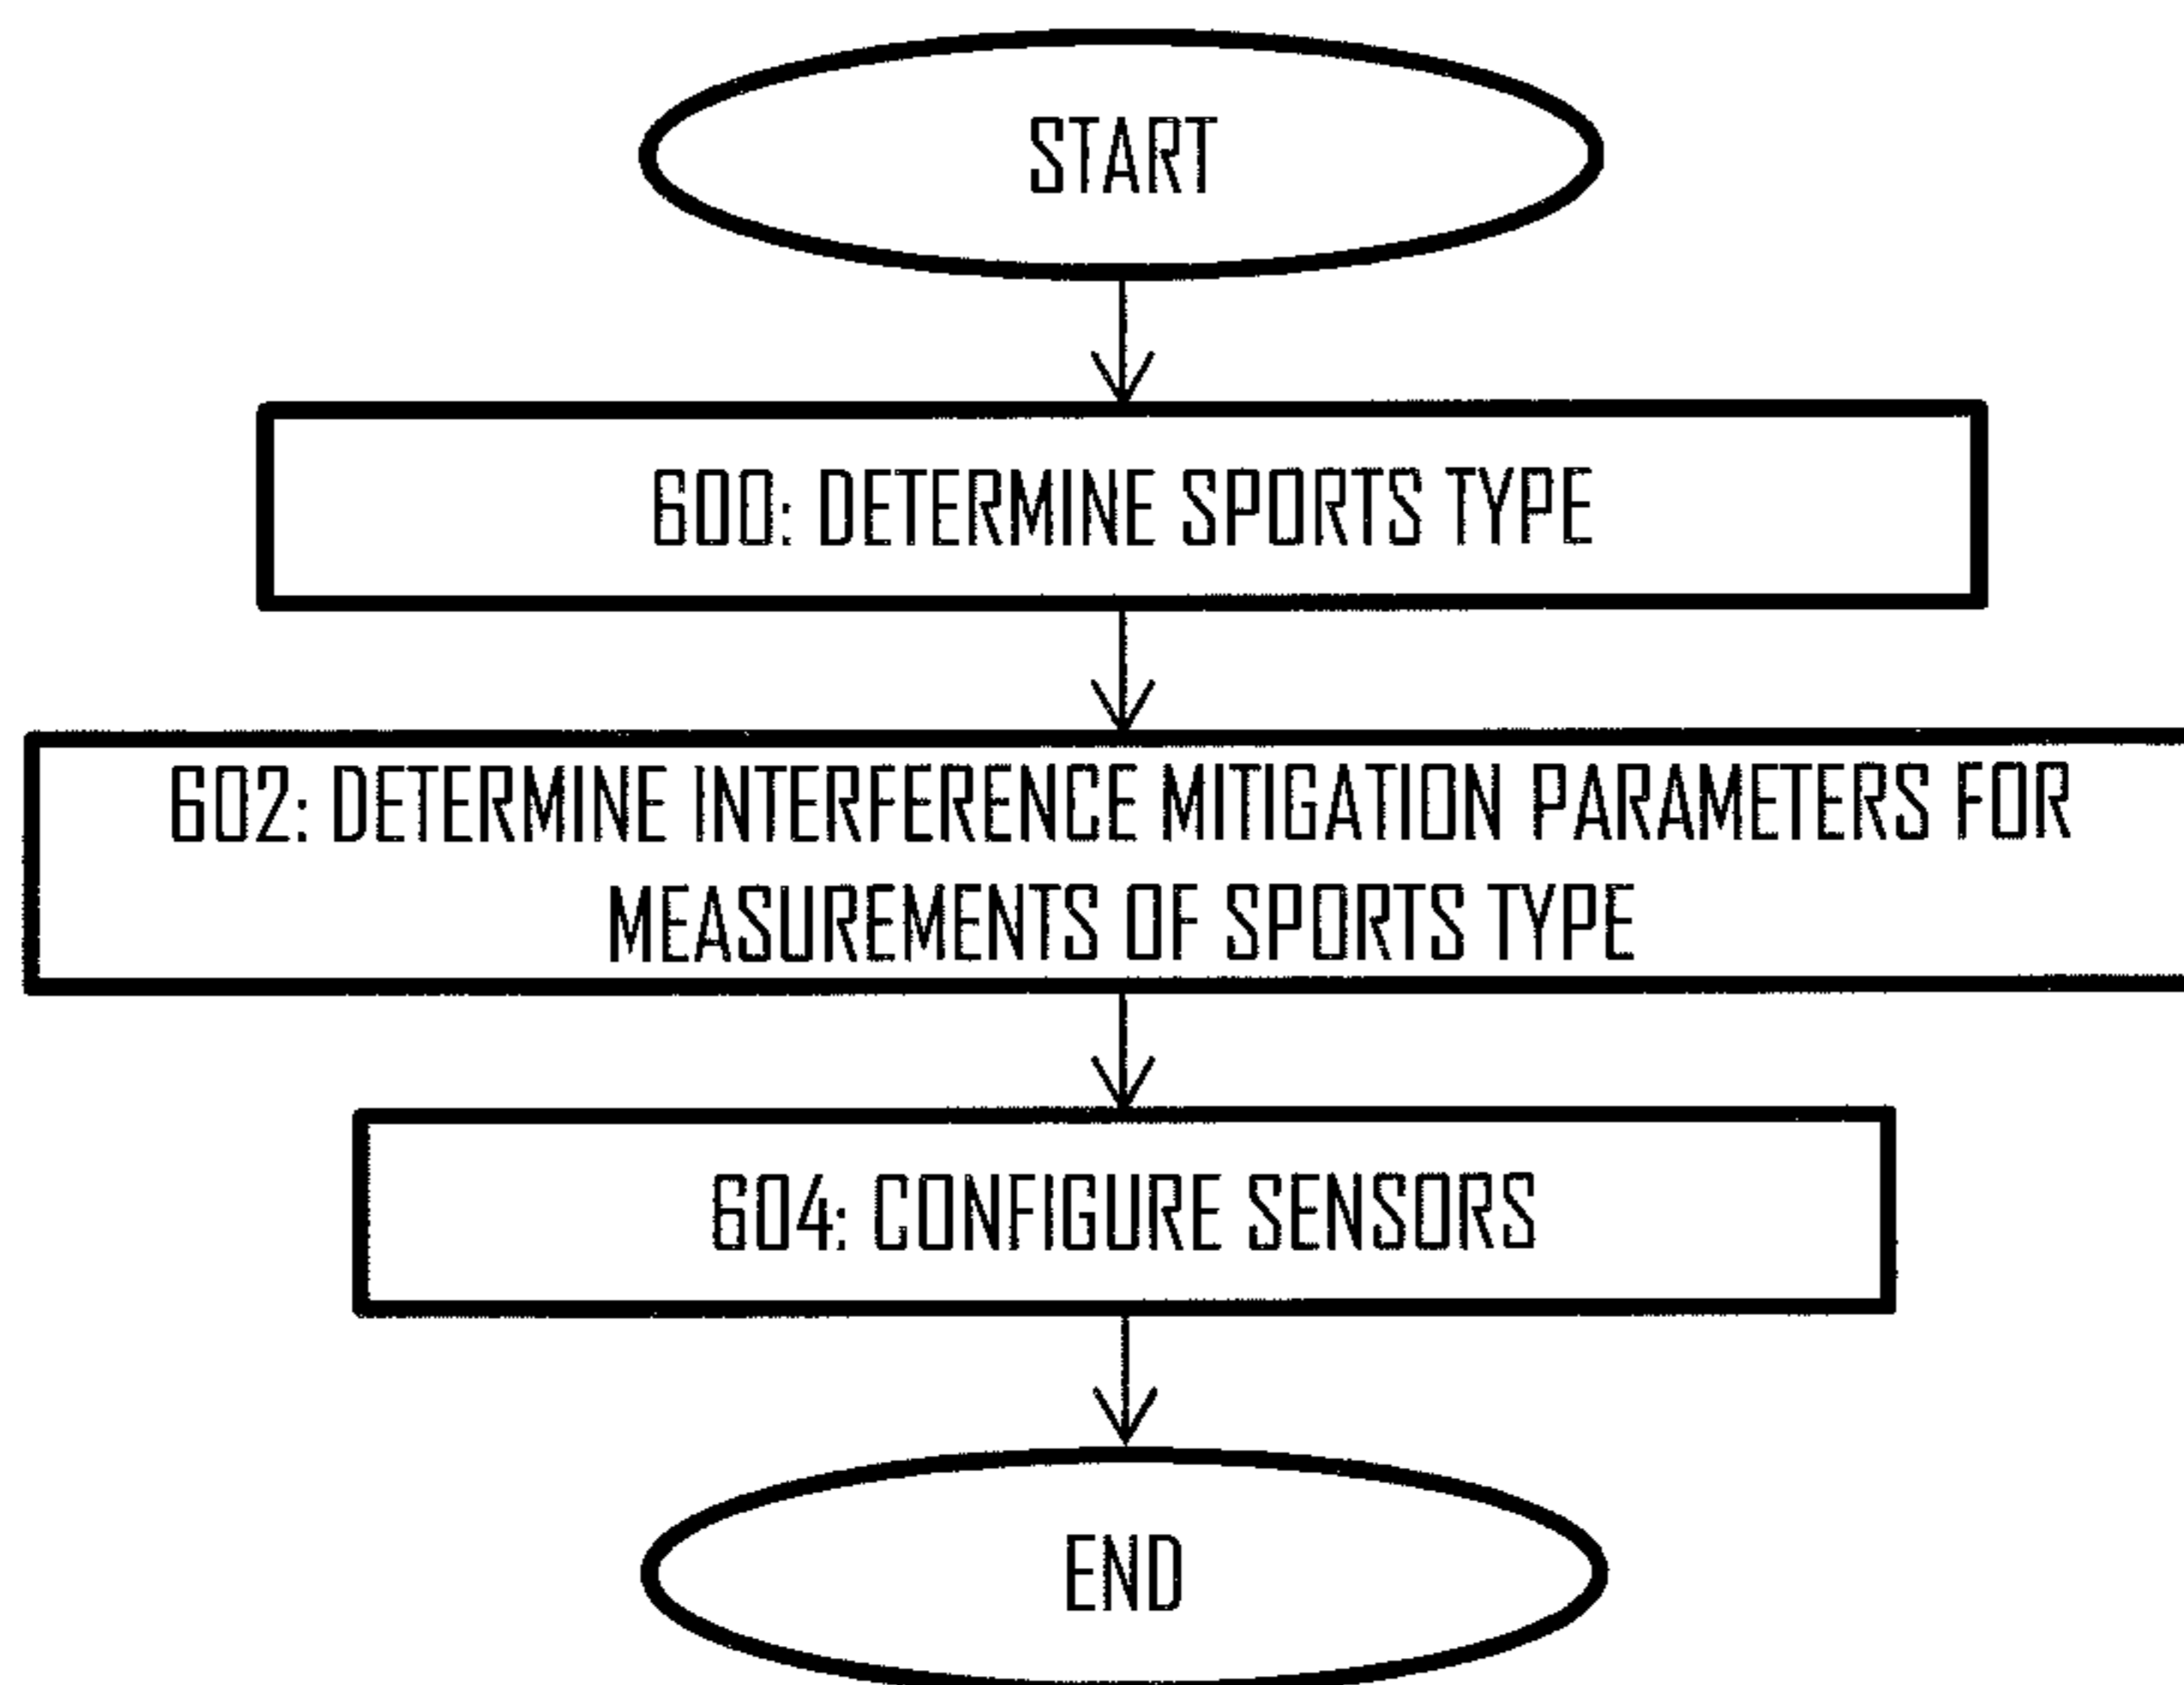 START
600: DETERMINE SPORTS TYPE
602: DETERMINE INTERFERENCE MITIGATION PARAMETERS FOR
MEASUREMENTS OF SPORTS TYPE
604: CONFIGURE SENSORS
END